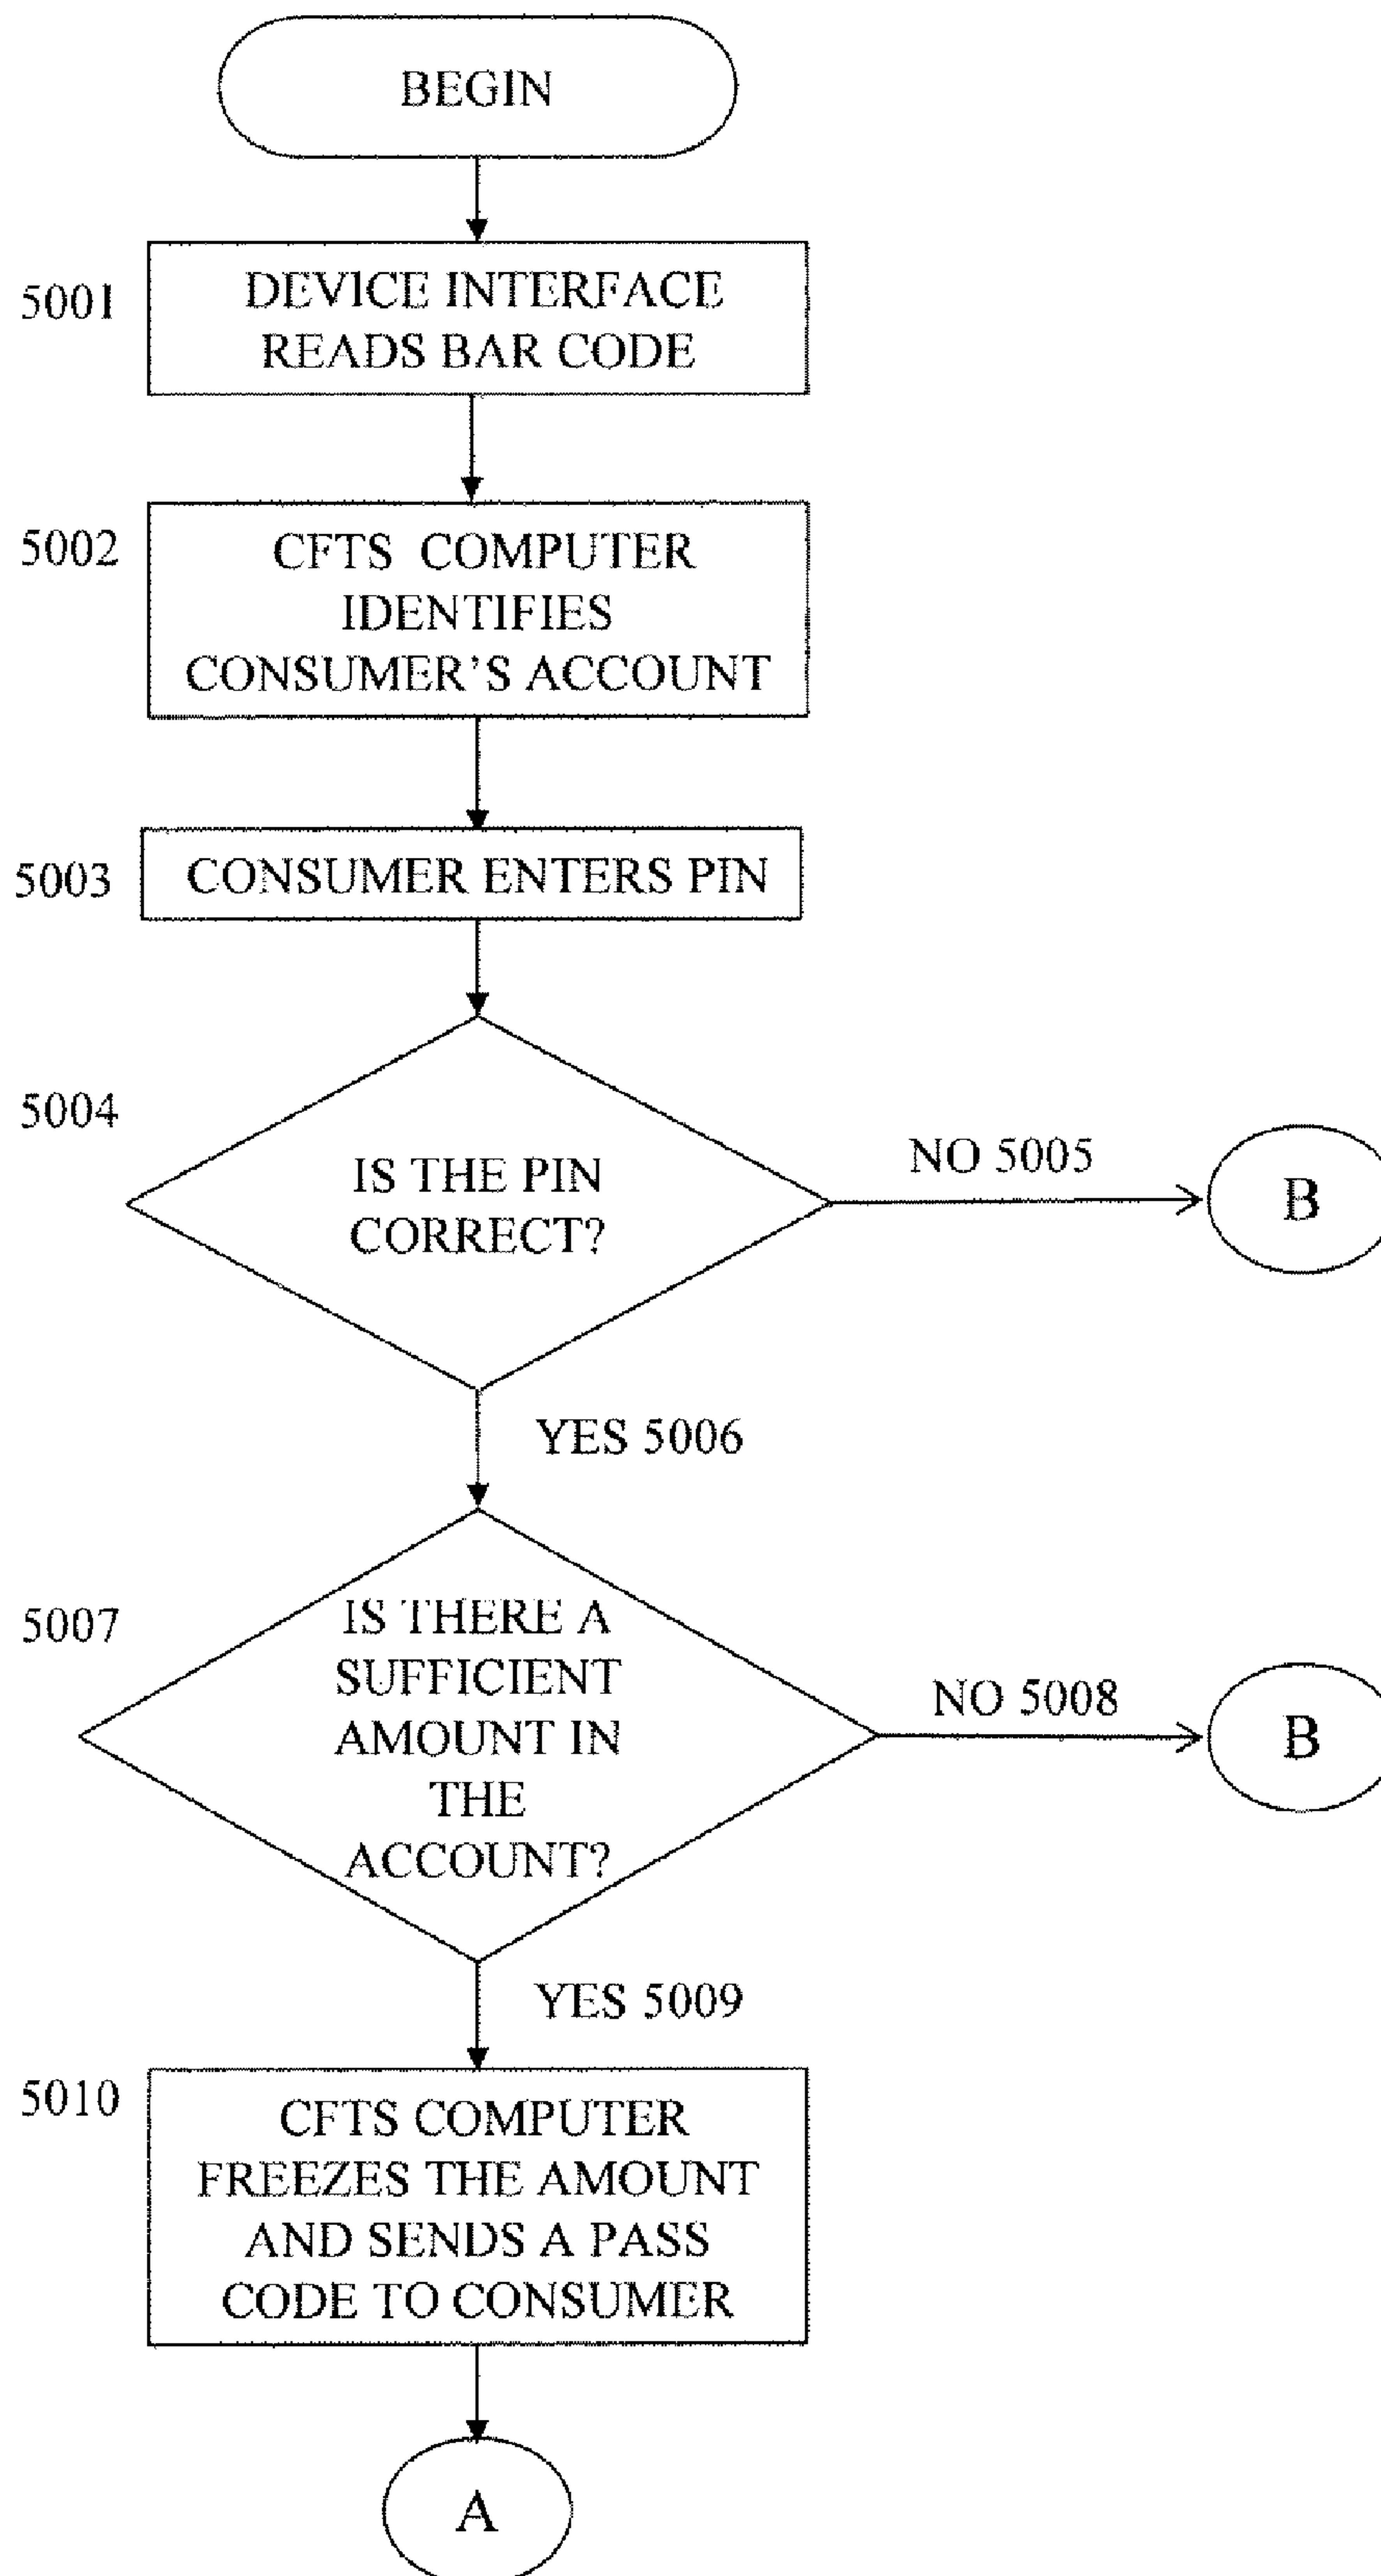 BEGIN
5001
DEVICE INTERFACE
READS BAR CODE
5002
CFTS COMPUTER
IDENTIFIES
CONSUMER'S ACCOUNT
5003
CONSUMER ENTERS PIN
5004
IS THE PIN
CORRECT?
NO 5005
B
YES 5006
5007
IS THERE A
SUFFICIENT
AMOUNT IN
THE
ACCOUNT?
NO 5008
B
YES 5009
5010
CFTS COMPUTER
FREEZES THE AMOUNT
AND SENDS A PASS
CODE TO CONSUMER
A